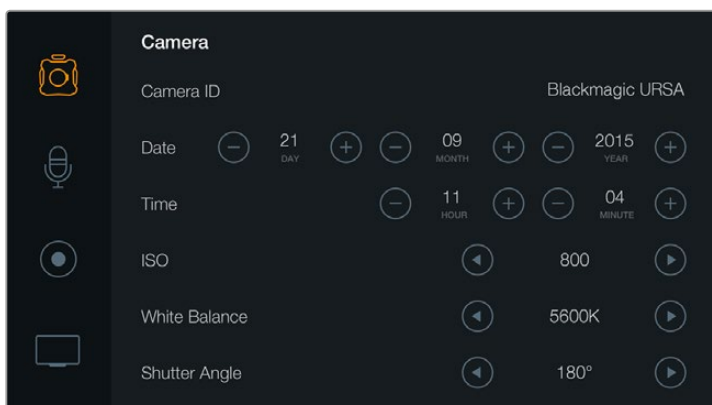 Camera
Camera ID Blackmagic URSA
Date 21 DAY 09 MONTH 2015 YEAR
Time 11 HOUR 04 MINUTE
ISO 800
White Balance 5600K
Shutter Angle 180°